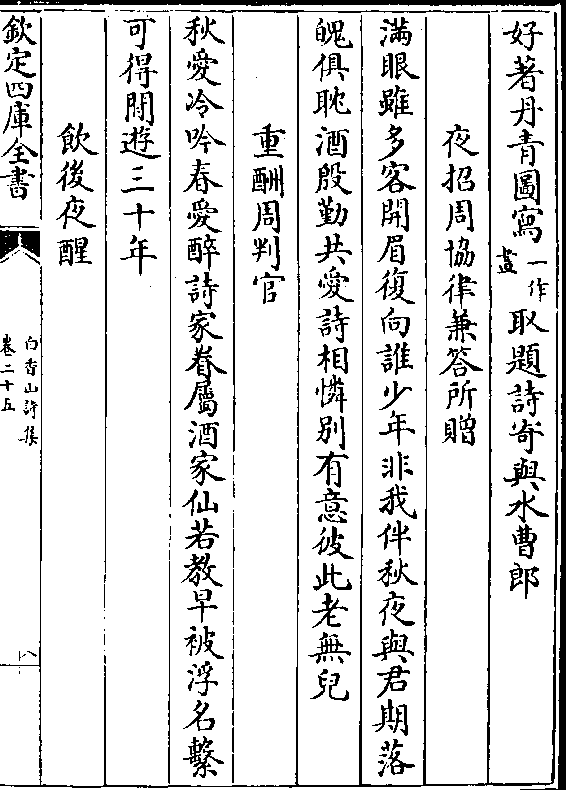 好著丹青圖寫一作畫取題詩寄與水曹郎
夜招周協律兼答所贈
滿眼雖多客開眉復向誰少年非我伴秋夜與君期落
魄俱耽酒殷勤共愛詩相憐別有意彼此老無兒
重酬周判官
秋愛冷吟春愛醉詩家眷屬酒家仙若教早被浮名繫
可得閒遊三十年
飲後夜醒
欽定四庫全書
白香山詩集
卷二十五
八